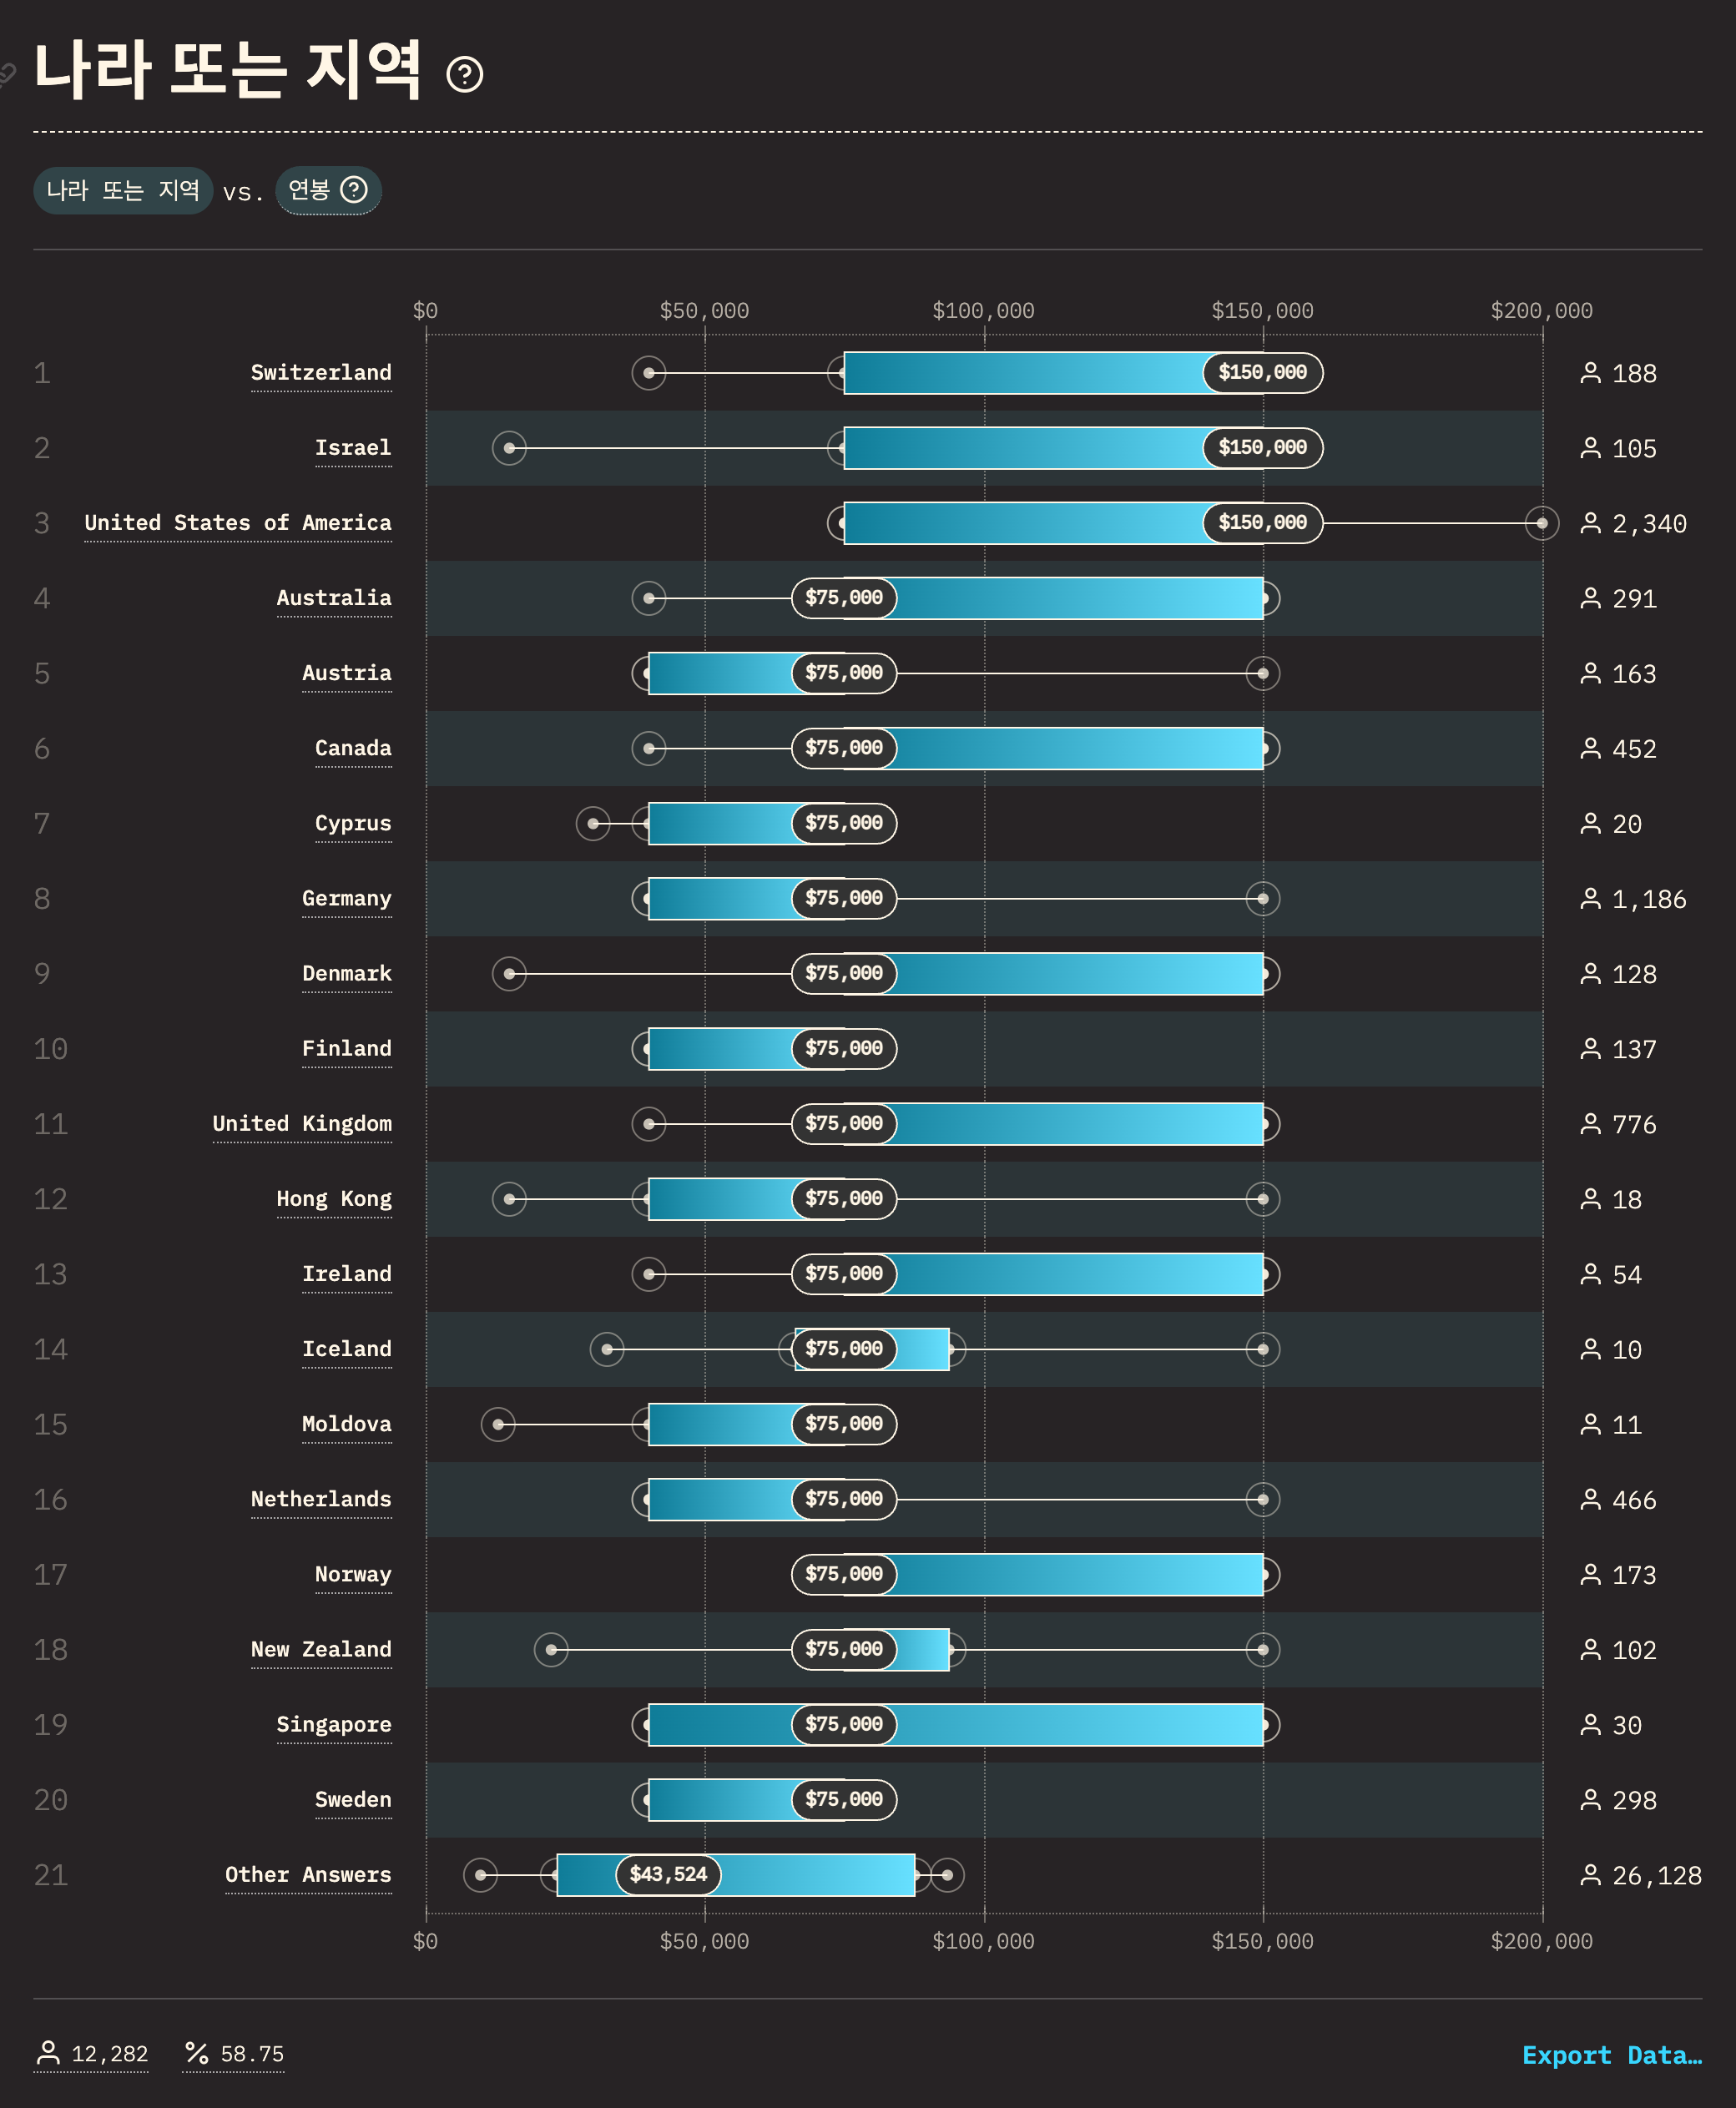 나라 또는 지역
나라 또는 지역 vs. 연봉
$0 $50,000 $100,000 $150,000 $200,000
1 Switzerland $150,000 188
2 Israel $150,000 105
3 United States of America $150,000 2,340
4 Australia $75,000 291
5 Austria $75,000 163
6 Canada $75,000 452
7 Cyprus $75,000 20
8 Germany $75,000 1,186
9 Denmark $75,000 128
10 Finland $75,000 137
11 United Kingdom $75,000 776
12 Hong Kong $75,000 18
13 Ireland $75,000 54
14 Iceland $75,000 10
15 Moldova $75,000 11
16 Netherlands $75,000 466
17 Norway $75,000 173
18 New Zealand $75,000 102
19 Singapore $75,000 30
20 Sweden $75,000 298
21 Other Answers $43,524 26,128
$0 $50,000 $100,000 $150,000 $200,000
12,282 % 58.75 Export Data…